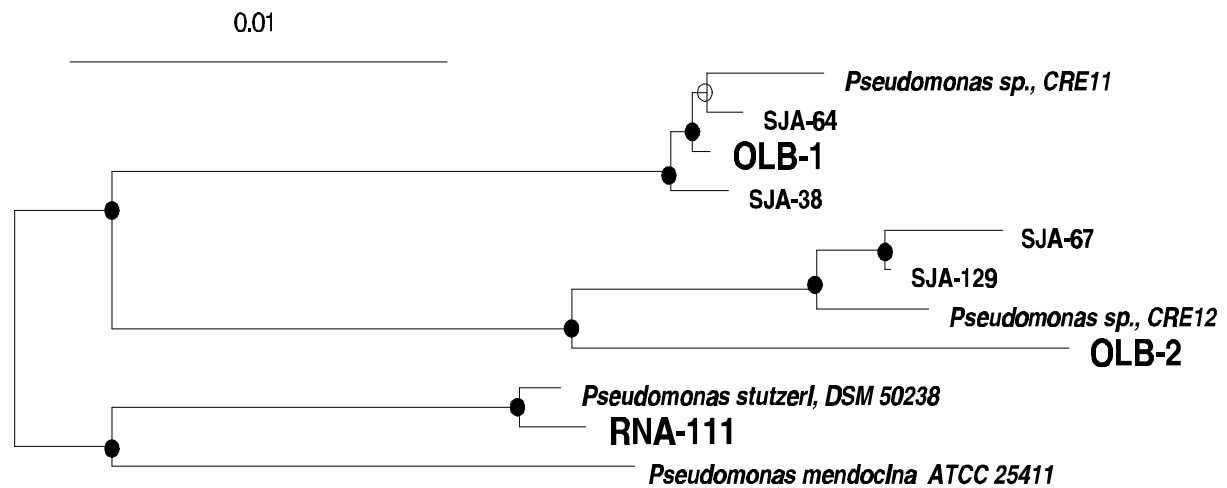 0.01
Pseudomonas sp., CRE11
SJA-64
OLB-1
SJA-38
SJA-67
SJA-129
Pseudomonas sp., CRE12
OLB-2
Pseudomonas stutzerI, DSM 50238
RNA-111
Pseudomonas mendocIna ATCC 25411